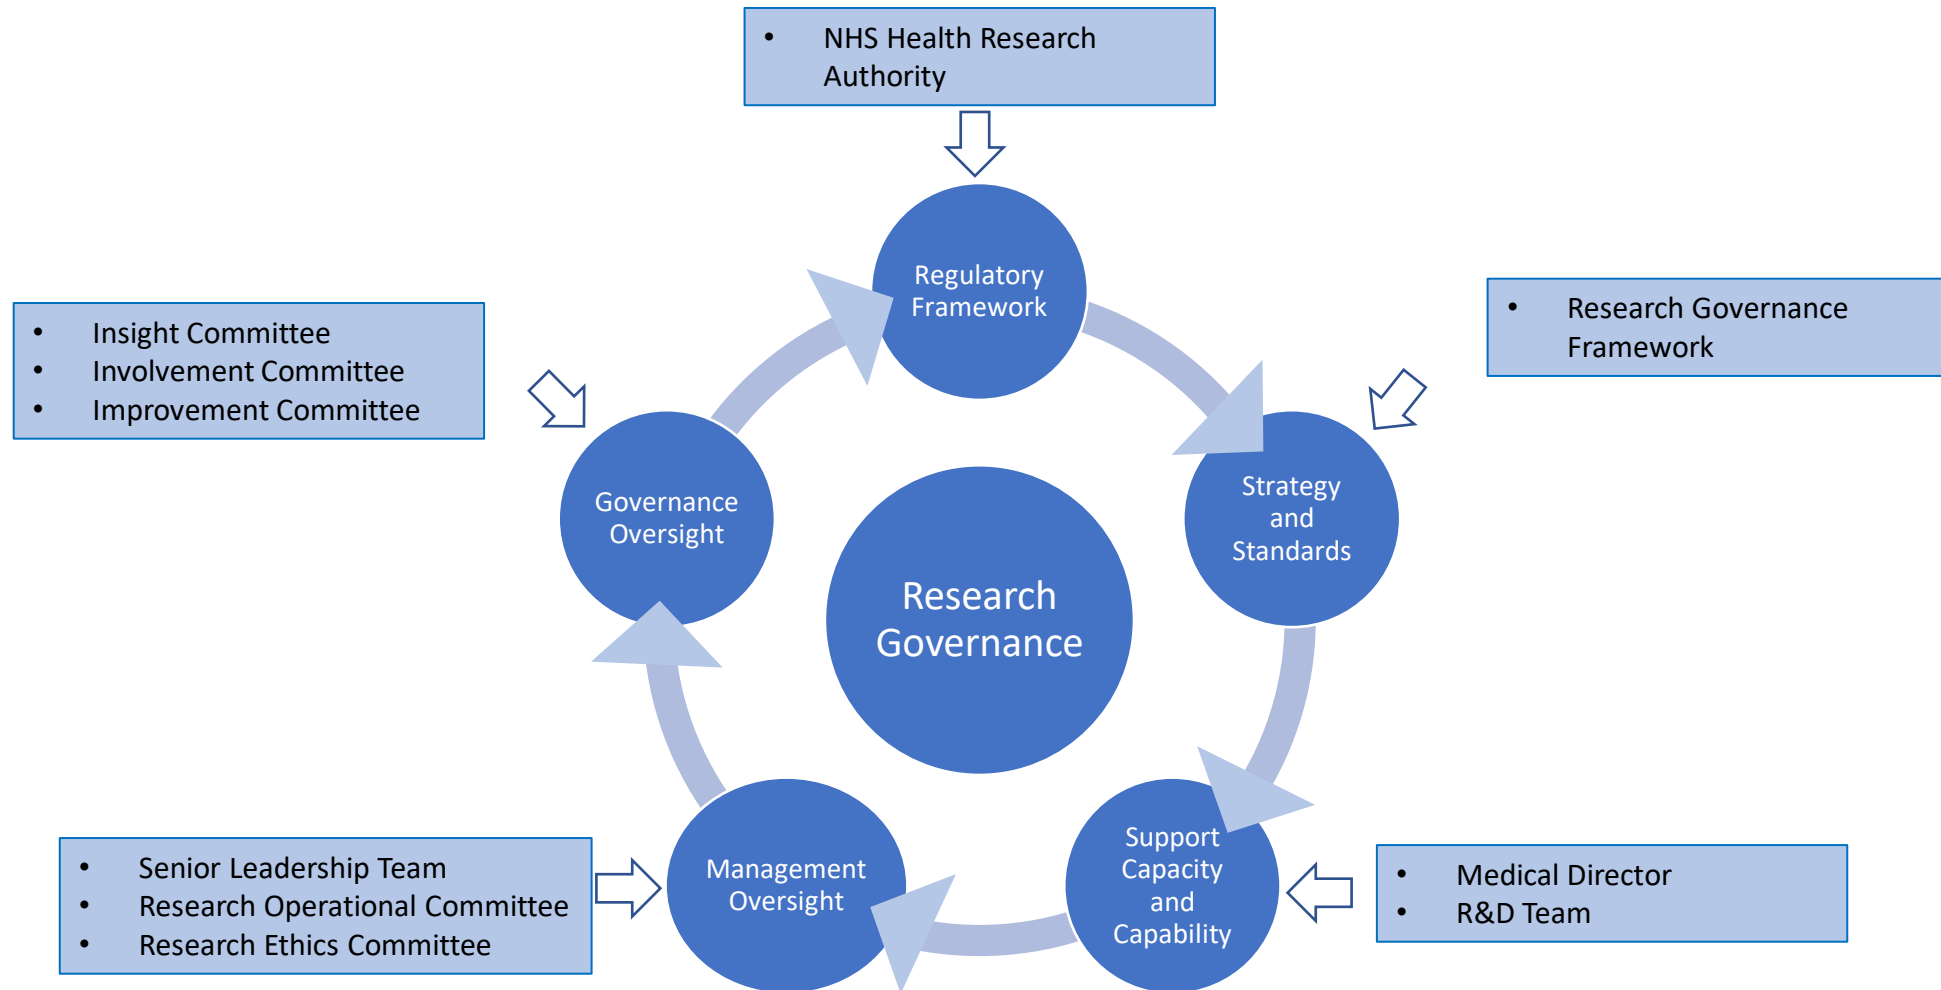 • NHS Health Research
Authority
Regulatory
Framework
• Insight Committee
• Involvement Committee
• Improvement Committee
• Research Governance
Framework
Governance
Oversight
Strategy
and
Standards
Research
Governance
Management
Oversight
Support
Capacity
and
Capability
• Senior Leadership Team
• Research Operational Committee
• Research Ethics Committee
• Medical Director
• R&D Team